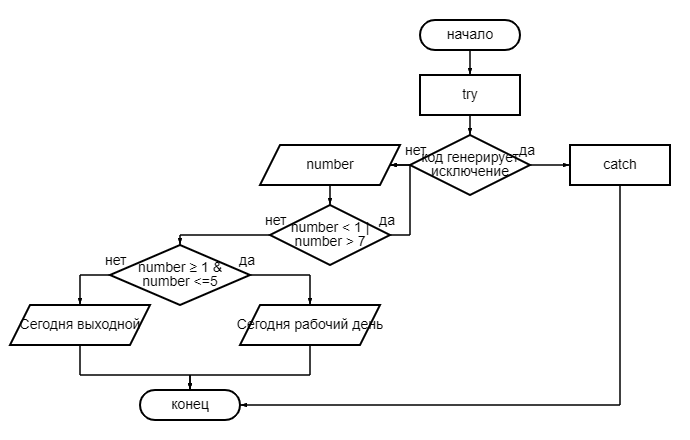 начало
try
нет
да
код генерирует
исключение
number
catch
нет
да
number < 1 |
number > 7
нет
да
number ≥ 1 &
number <=5
Сегодня выходной
Сегодня рабочий день
конец